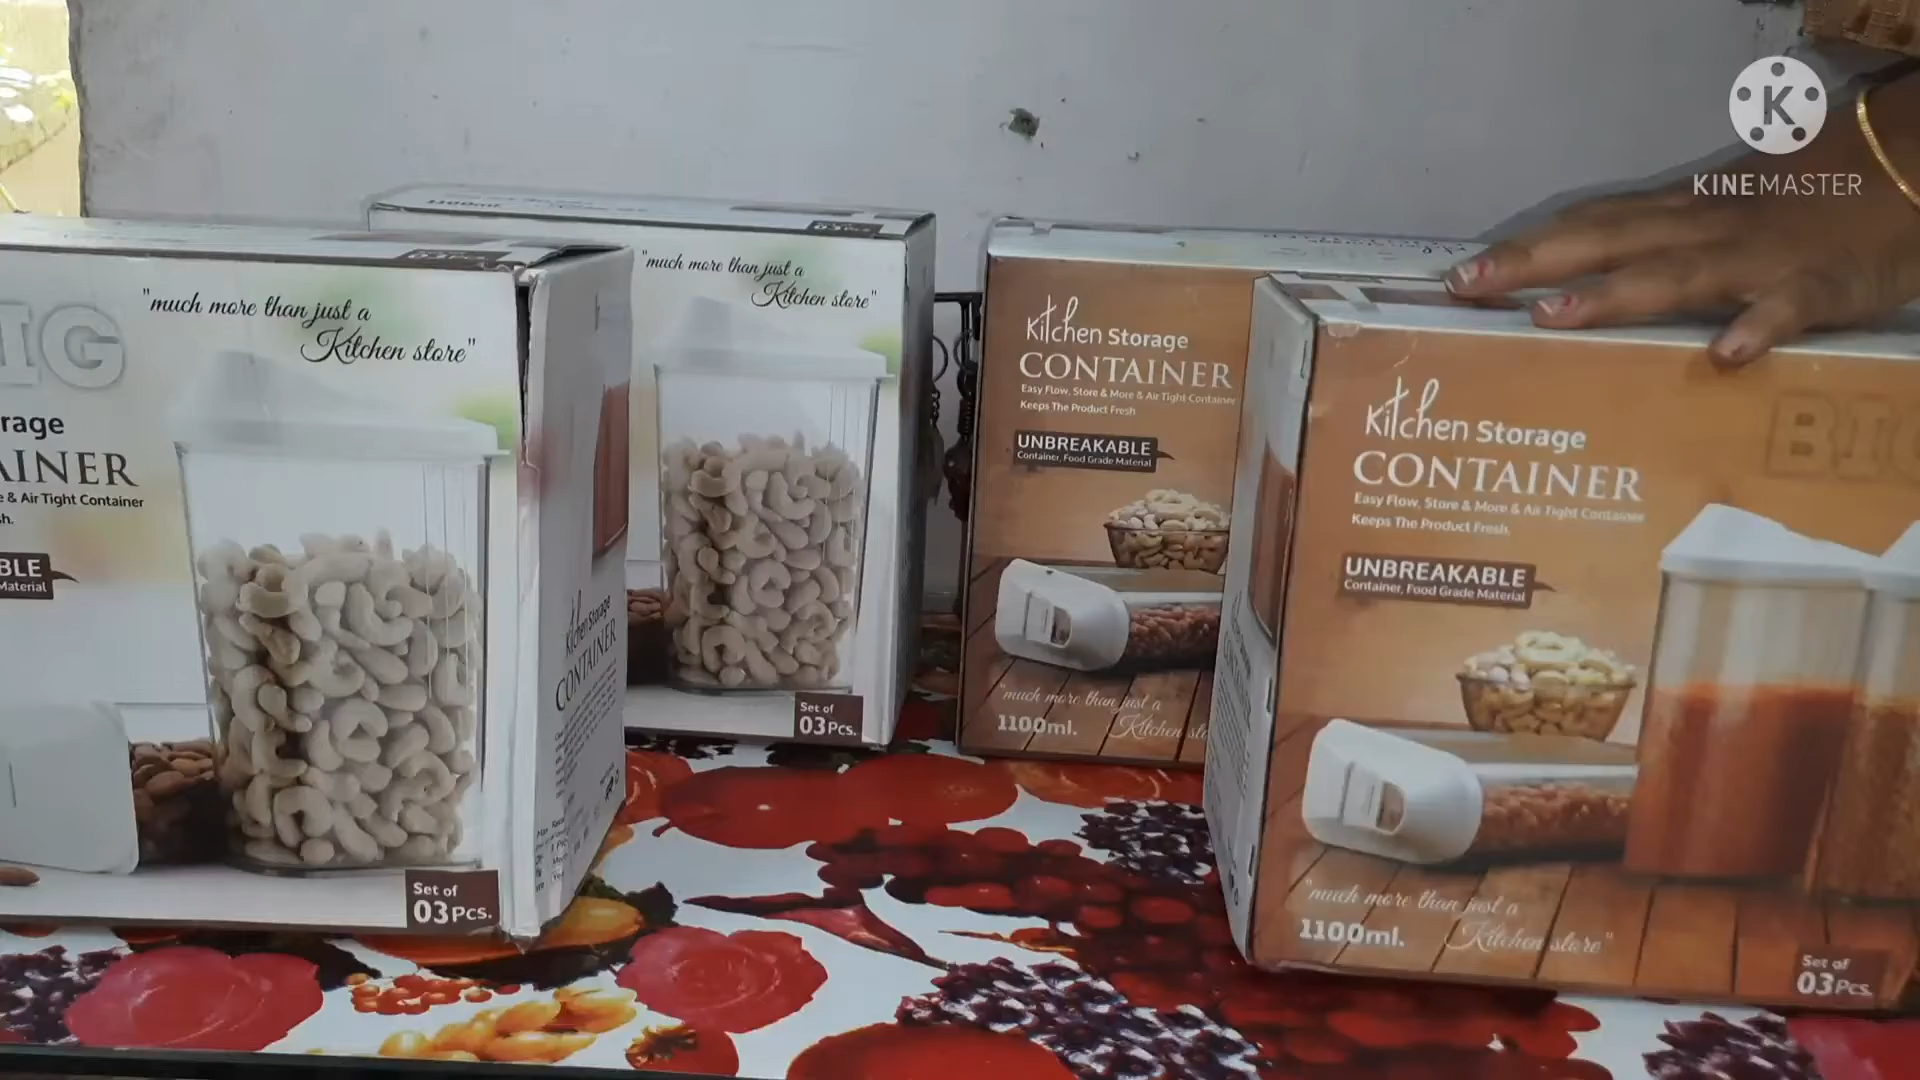 KINEMASTER
"much more than just a
Kitchen store"
IG
rage
AINER
e & Air Tight Container
sh.
BLE
Material
Set of
03Pcs.
Kitchen Storage
CONTAINER
"much more than just a
Kitchen store"
Set of
03Pcs.
Kitchen Storage
CONTAINER
Easy Flow, Store & More & Air Tight Container
Keeps The Product Fresh
UNBREAKABLE
Container, Food Grade Material
"much more than just a
Kitchen sto
1100ml.
Kitchen Storage
CONTAINER
Easy Flow, Store & More & Air Tight Container
Keeps The Product Fresh.
BIG
UNBREAKABLE
Container, Food Grade Material
"much more than just a
Kitchen store"
1100ml.
Set of
03Pcs.